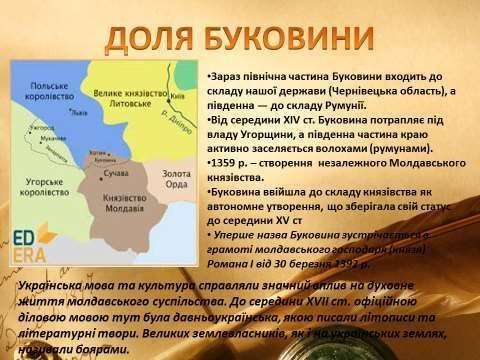 ДОЛЯ БУКОВИНИ
Польське
королівство
Велике князівство
Литовське
Київ
Львів
р. Дніпро
Ужгород
Мукачеве
Закарпаття
Хотин
Буковина
Сучава
Угорське
королівство
Золота
Орда
Князівство
Молдавія
ED
ERA
•Зараз північна частина Буковини входить до
складу нашої держави (Чернівецька область), а
південна — до складу Румунії.
•Від середини XIV ст. Буковина потрапляє під
владу Угорщини, а південна частина краю
активно заселяється волохами (румунами).
•1359 р. – створення  незалежного Молдавського
князівства.
•Буковина ввійшла до складу князівства як
автономне утворення, що зберігала свій статус
до середини XV ст
• Уперше назва Буковина зустрічається в
грамоті молдавського господаря (князя)
Романа I від 30 березня 1392 р.
Українська мова та культура справляли значний вплив на духовне
життя молдавського суспільства. До середини XVII ст. офіційною
діловою мовою тут була давньоукраїнська, якою писали літописи та
літературні твори. Великих землевласників, як і на українських землях,
називали боярами.